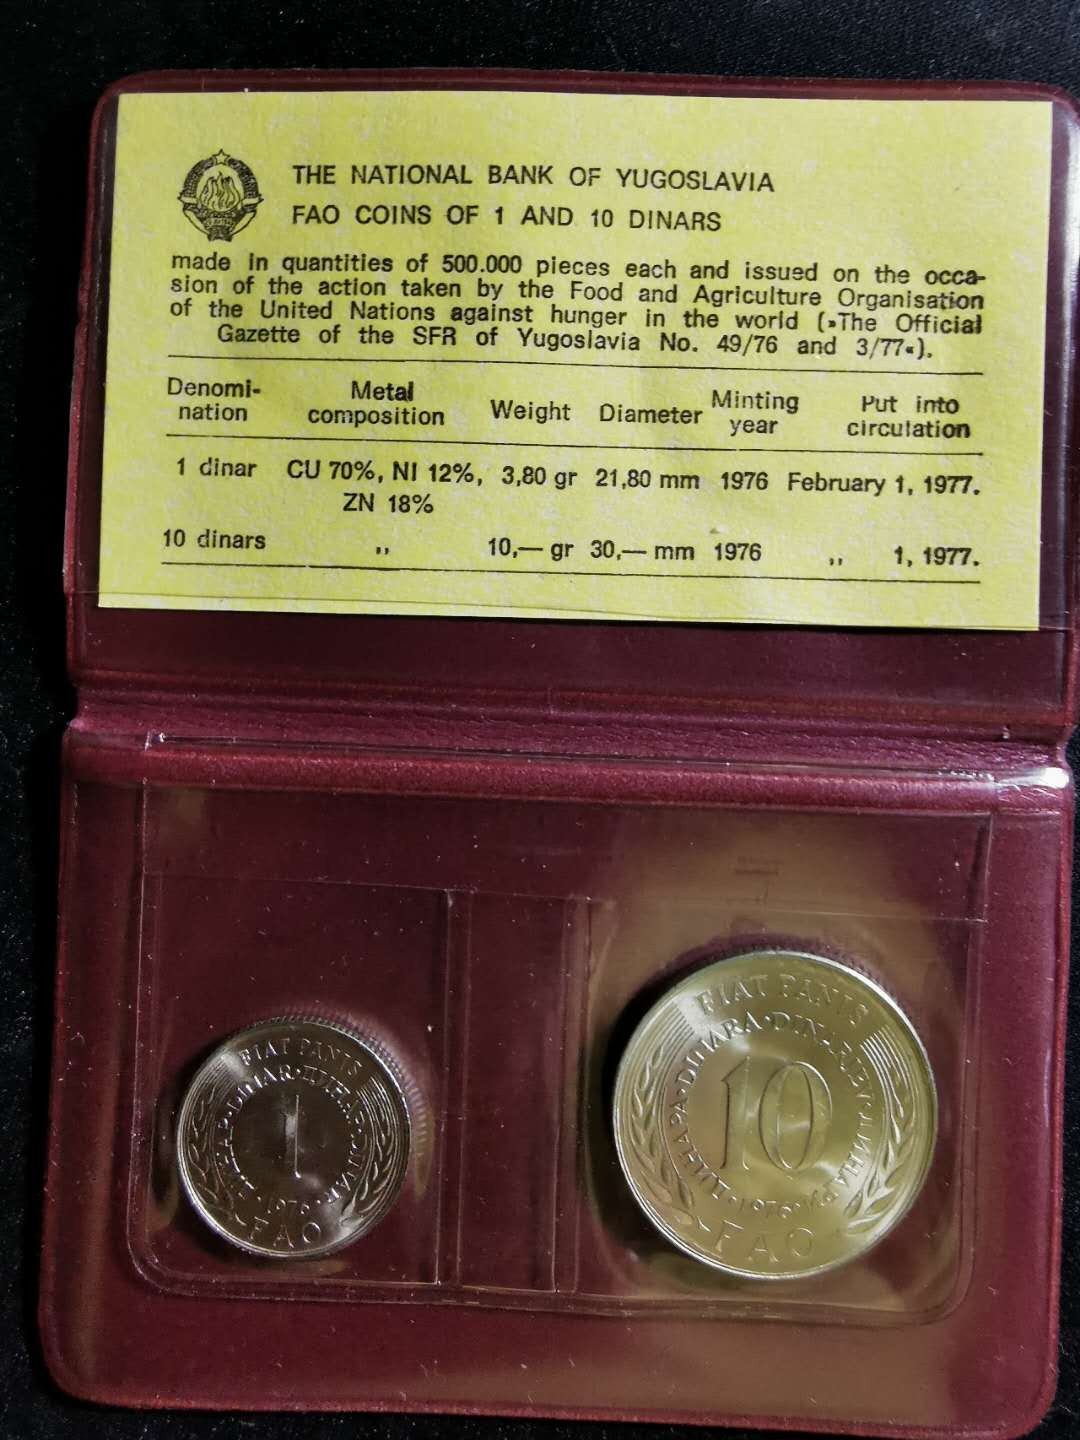 THE NATIONAL BANK OF YUGOSLAVIA
FAO COINS OF 1 AND 10 DINARS
made in quantities of 500.000 pieces each and issued on the occa-
sion of the action taken by the Food and Agriculture Organisation
of the United Nations against hunger in the world (»The Official
Gazette of the SFR of Yugoslavia No. 49/76 and 3/77«).
Denomi-
nation
Metal
composition
Weight
Diameter
Minting
year
Put into
circulation
1 dinar CU 70%, NI 12%, 3,80 gr 21,80 mm 1976 February 1, 1977.
ZN 18%
10 dinars ,, 10,— gr 30,— mm 1976 ,, 1, 1977.
FIAT PANIS
ДИНАР·DINAR·ДИНАР·DINAR
1
·1976·
FAO
FIAT PANIS
ДИНАРА·DINARA·DINARJEV·ДИНАРИ
10
·1976·
FAO